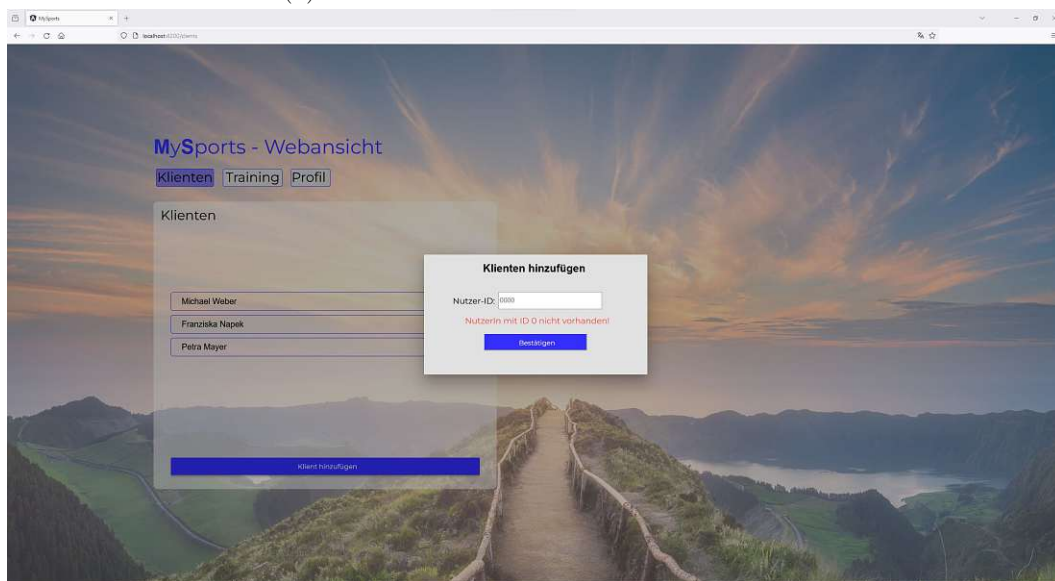 MySports
localhost:4200/clients
MySports - Webansicht
Klienten Training Profil
Klienten
Michael Weber
Franziska Napek
Petra Mayer
Klient hinzufügen
Klienten hinzufügen
Nutzer-ID: 0000
NutzerIn mit ID 0 nicht vorhanden!
Bestätigen